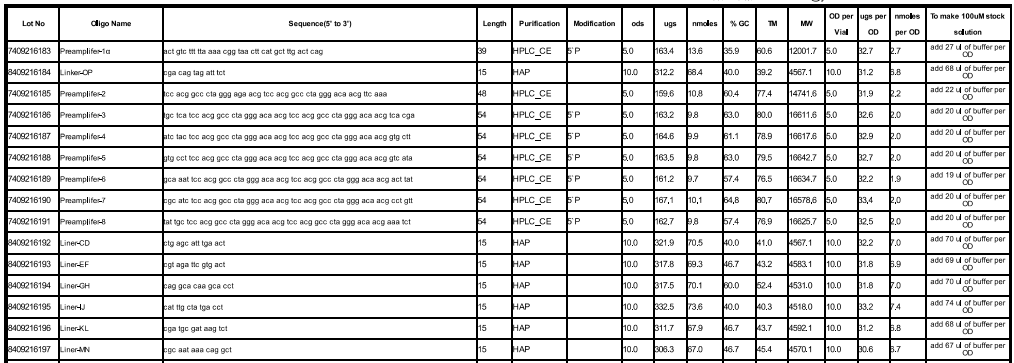 Lot No Oligo Name Sequence(5' to 3') Length Purification Modification ods ugs nmoles % GC TM MW OD per Vial ugs per OD nmoles per OD To make 100uM stock solution
7409216183 Preamplifer-1α act gtc ttt tta aaa cgg taa ctt cat gct ttg act cag 39 HPLC_CE 5`P 5.0 163.4 13.6 35.9 60.6 12001.7 5.0 32.7 2.7 add 27 ul of buffer per OD
8409216184 Linker-OP cga cag tag att tct 15 HAP 10.0 312.2 68.4 40.0 39.2 4567.1 10.0 31.2 6.8 add 68 ul of buffer per OD
7409216185 Preamplifer-2 tcc acg gcc cta ggg aga acg tcc acg gcc cta ggg aca acg ttc aaa 48 HPLC_CE 5.0 159.6 10.8 60.4 77.4 14741.6 5.0 31.9 2.2 add 22 ul of buffer per OD
7409216186 Preamplifer-3 tgc tca tcc acg gcc cta ggg aca acg tcc acg gcc cta ggg aca acg tca cga 54 HPLC_CE 5`P 5.0 163.2 9.8 63.0 80.0 16611.6 5.0 32.6 2.0 add 20 ul of buffer per OD
7409216187 Preamplifer-4 atc tac tcc acg gcc cta ggg aca acg tcc acg gcc cta ggg aca acg gtg ctt 54 HPLC_CE 5`P 5.0 164.6 9.9 61.1 78.9 16617.6 5.0 32.9 2.0 add 20 ul of buffer per OD
7409216188 Preamplifer-5 gtg cct tcc acg gcc cta ggg aca acg tcc acg gcc cta ggg aca acg gtc ata 54 HPLC_CE 5`P 5.0 163.5 9.8 63.0 79.5 16642.7 5.0 32.7 2.0 add 20 ul of buffer per OD
7409216189 Preamplifer-6 gca aat tcc acg gcc cta ggg aca acg tcc acg gcc cta ggg aca acg act tat 54 HPLC_CE 5`P 5.0 161.2 9.7 57.4 76.5 16634.7 5.0 32.2 1.9 add 19 ul of buffer per OD
7409216190 Preamplifer-7 cgc atc tcc acg gcc cta ggg aca acg tcc acg gcc cta ggg aca acg cct gtt 54 HPLC_CE 5`P 5.0 167.1 10.1 64.8 80.7 16578.6 5.0 33.4 2.0 add 20 ul of buffer per OD
7409216191 Preamplifer-8 tat tgc tcc acg gcc cta ggg aca acg tcc acg gcc cta ggg aca acg aaa tct 54 HPLC_CE 5`P 5.0 162.7 9.8 57.4 76.9 16625.7 5.0 32.5 2.0 add 20 ul of buffer per OD
8409216192 Liner-CD ctg agc att tga act 15 HAP 10.0 321.9 70.5 40.0 41.0 4567.1 10.0 32.2 7.0 add 70 ul of buffer per OD
8409216193 Liner-EF cgt aga ttc gtg act 15 HAP 10.0 317.8 69.3 46.7 43.2 4583.1 10.0 31.8 6.9 add 69 ul of buffer per OD
8409216194 Liner-GH cag gca caa gca cct 15 HAP 10.0 317.5 70.1 60.0 52.4 4531.0 10.0 31.8 7.0 add 70 ul of buffer per OD
8409216195 Liner-IJ cat ttg cta tga cct 15 HAP 10.0 332.5 73.6 40.0 40.3 4518.0 10.0 33.2 7.4 add 74 ul of buffer per OD
8409216196 Liner-KL cga tgc gat aag tct 15 HAP 10.0 311.7 67.9 46.7 43.7 4592.1 10.0 31.2 6.8 add 68 ul of buffer per OD
8409216197 Liner-MN cgc aat aaa cag gct 15 HAP 10.0 306.3 67.0 46.7 45.4 4570.1 10.0 30.6 6.7 add 67 ul of buffer per OD